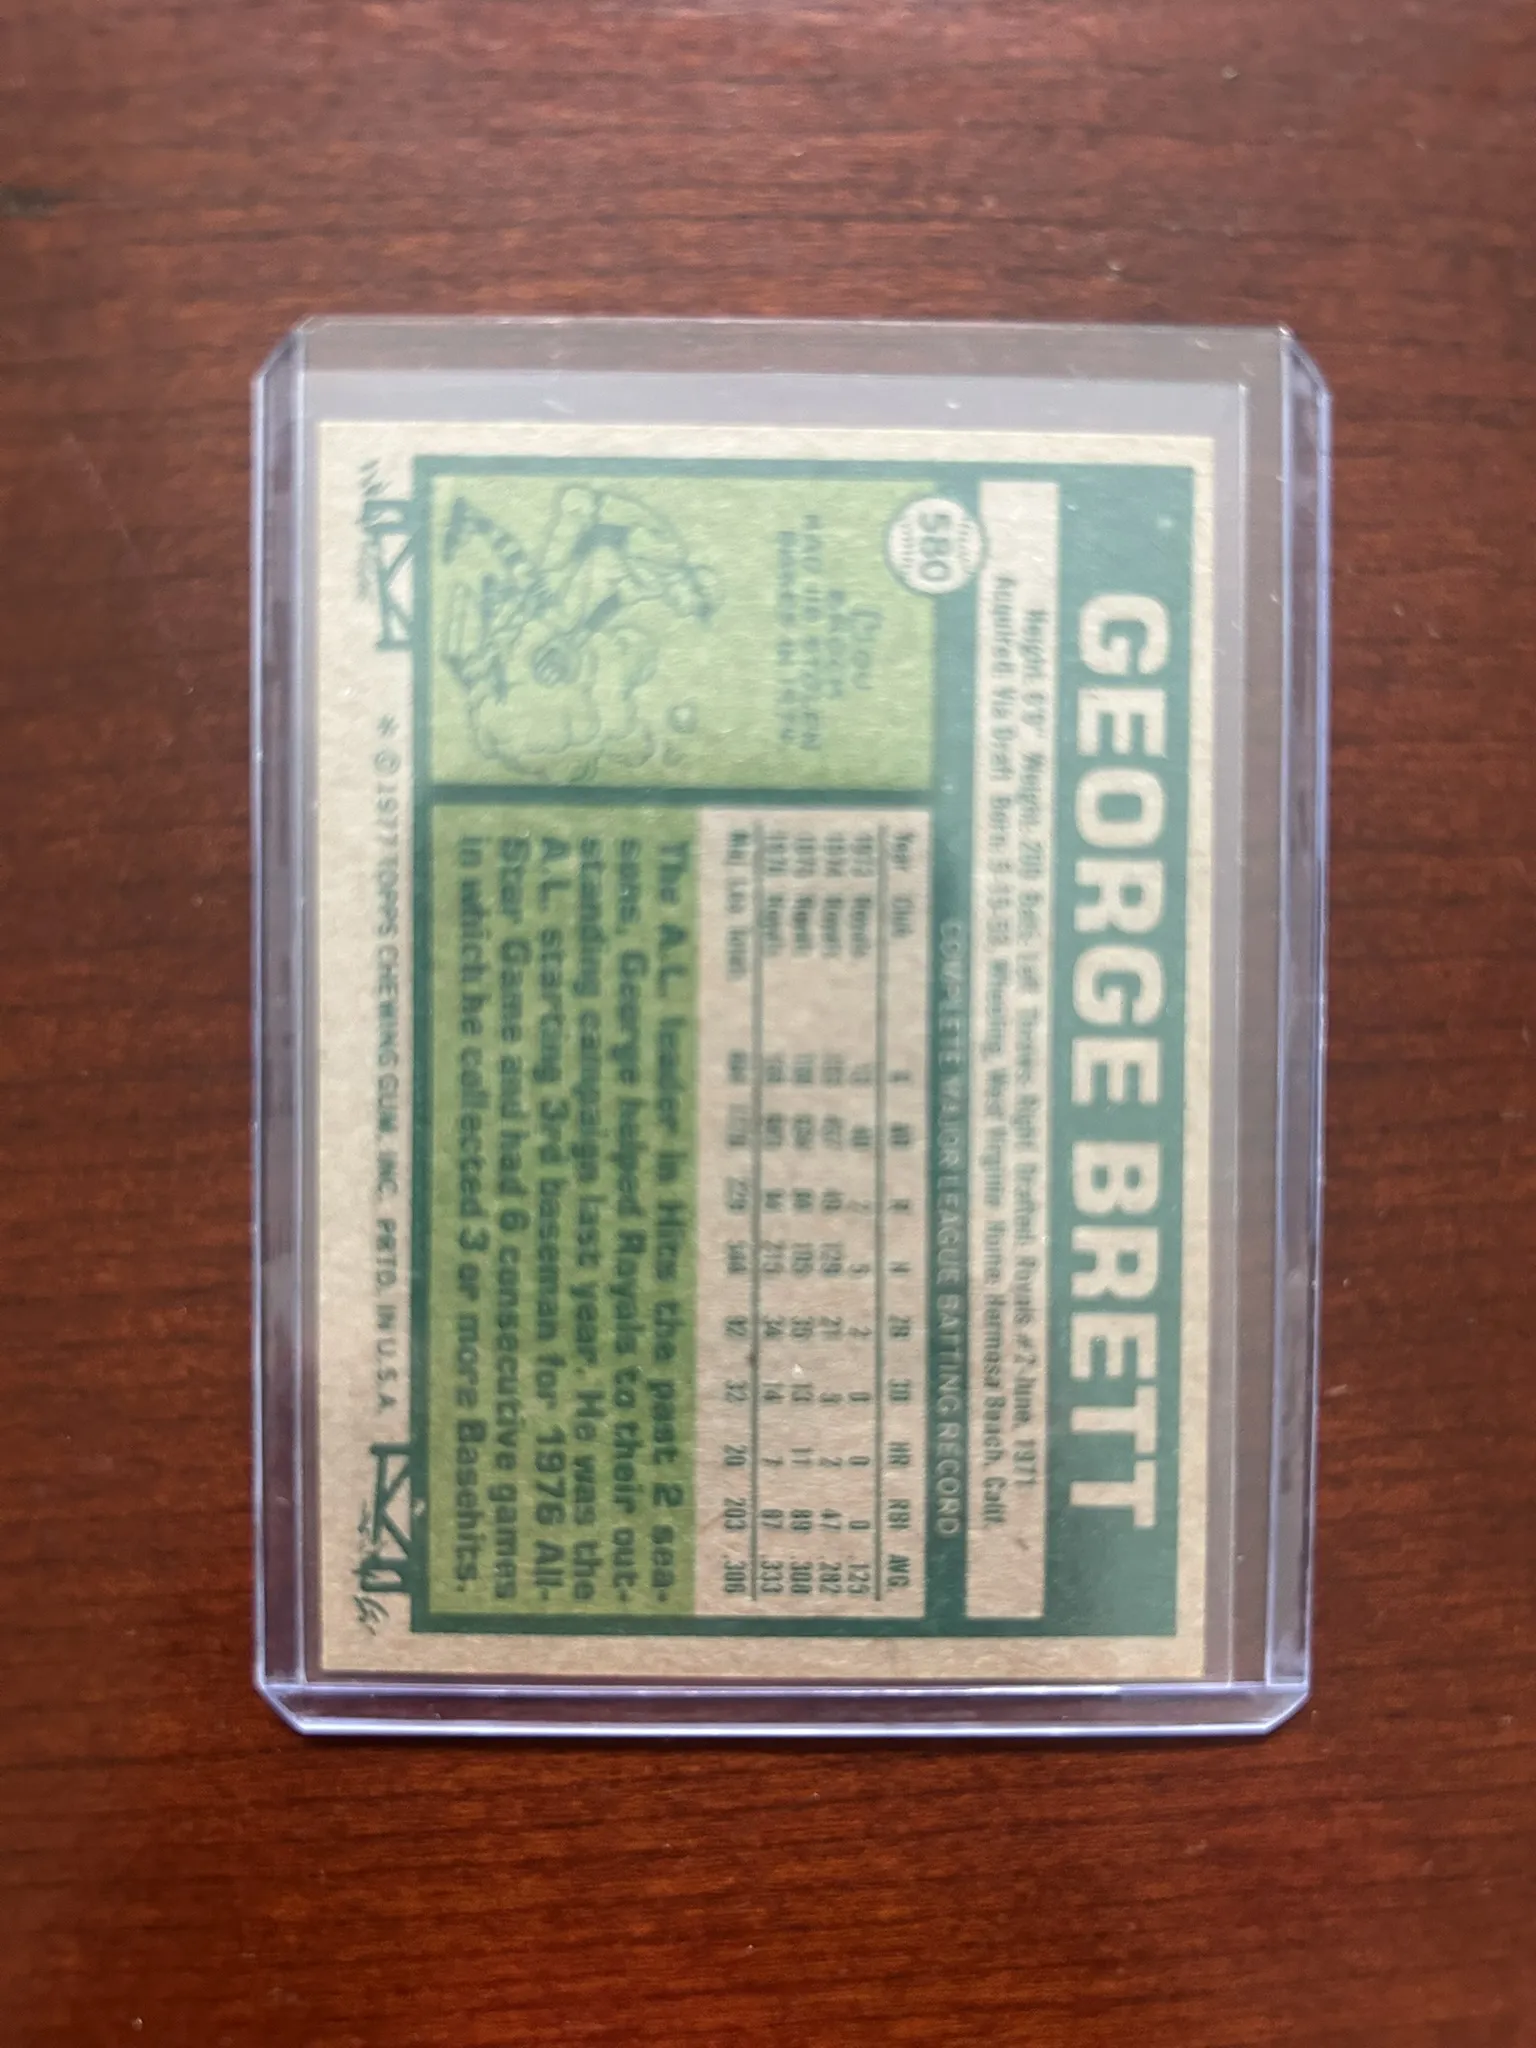 GEORGE BRETT
580
Height: 6'0" Weight: 200 Bats: Left Throws: Right Drafted: Royals #2-June, 1971
Acquired: Via Draft Born: 5-15-53, Wheeling, West Virginia Home: Hermosa Beach, Calif.
COMPLETE MAJOR LEAGUE BATTING RECORD
Year Club G AB R H 2B 3B HR RBI AVG.
1973 Royals 13 40 2 5 2 0 0 0 .125
1974 Royals 133 457 49 129 21 3 2 47 .282
1975 Royals 159 634 84 195 35 13 11 89 .308
1976 Royals 159 645 94 215 34 14 7 67 .333
Maj. Lea. Totals 1776 229 544 92 32 20 203 .306
HAD 18 STOLEN
BASES IN 1974
The A.L. leader in Hits the past 2 sea-
sons, George helped Royals to their out-
standing campaign last year. He was the
A.L. starting 3rd baseman for 1976 All-
Star Game and had 6 consecutive games
in which he collected 3 or more Basehits.
* © 1977 TOPPS CHEWING GUM, INC. PRTD. IN U.S.A.